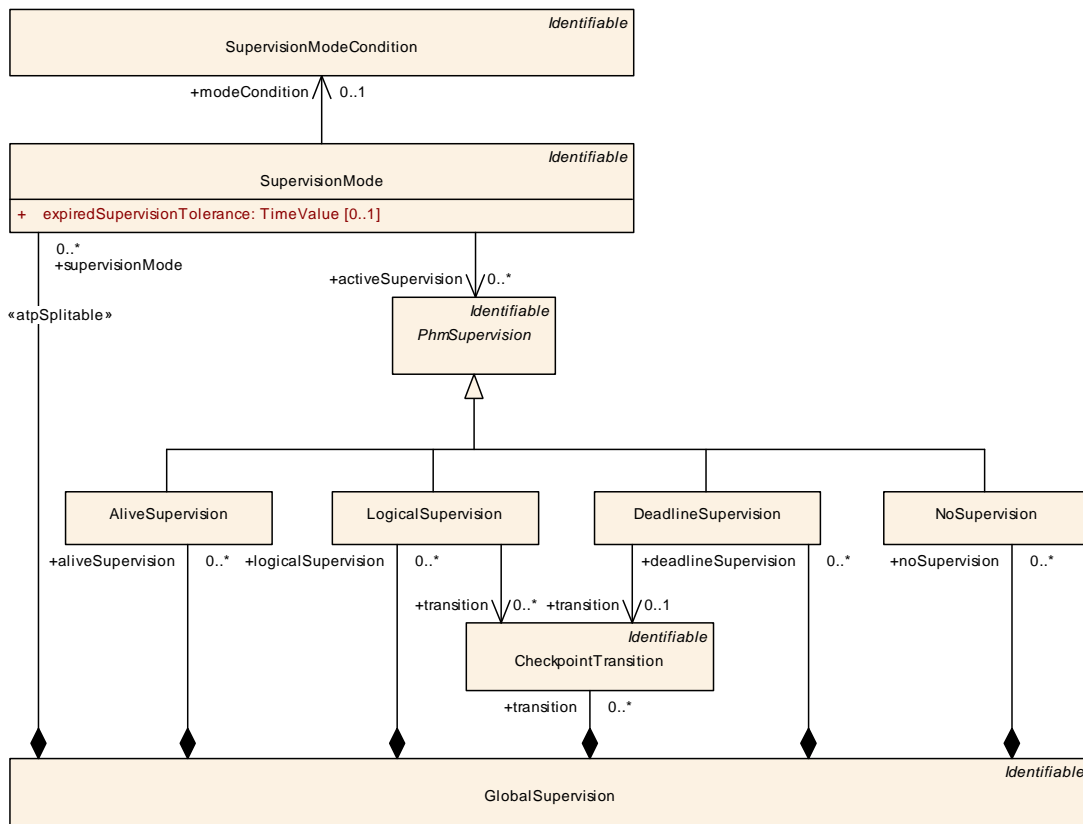 Identifiable
SupervisionModeCondition
+modeCondition 0..1
Identifiable
SupervisionMode
+ expiredSupervisionTolerance: TimeValue [0..1]
0..*
+supervisionMode
+activeSupervision 0..*
«atpSplitable»
Identifiable
PhmSupervision
AliveSupervision LogicalSupervision DeadlineSupervision NoSupervision
+aliveSupervision 0..* +logicalSupervision 0..* +deadlineSupervision 0..* +noSupervision 0..*
+transition 0..* +transition 0..1
Identifiable
CheckpointTransition
+transition 0..*
Identifiable
GlobalSupervision